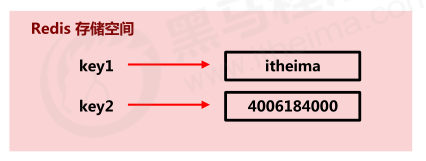 Redis 存储空间
key1 itheima
key2 4006184000